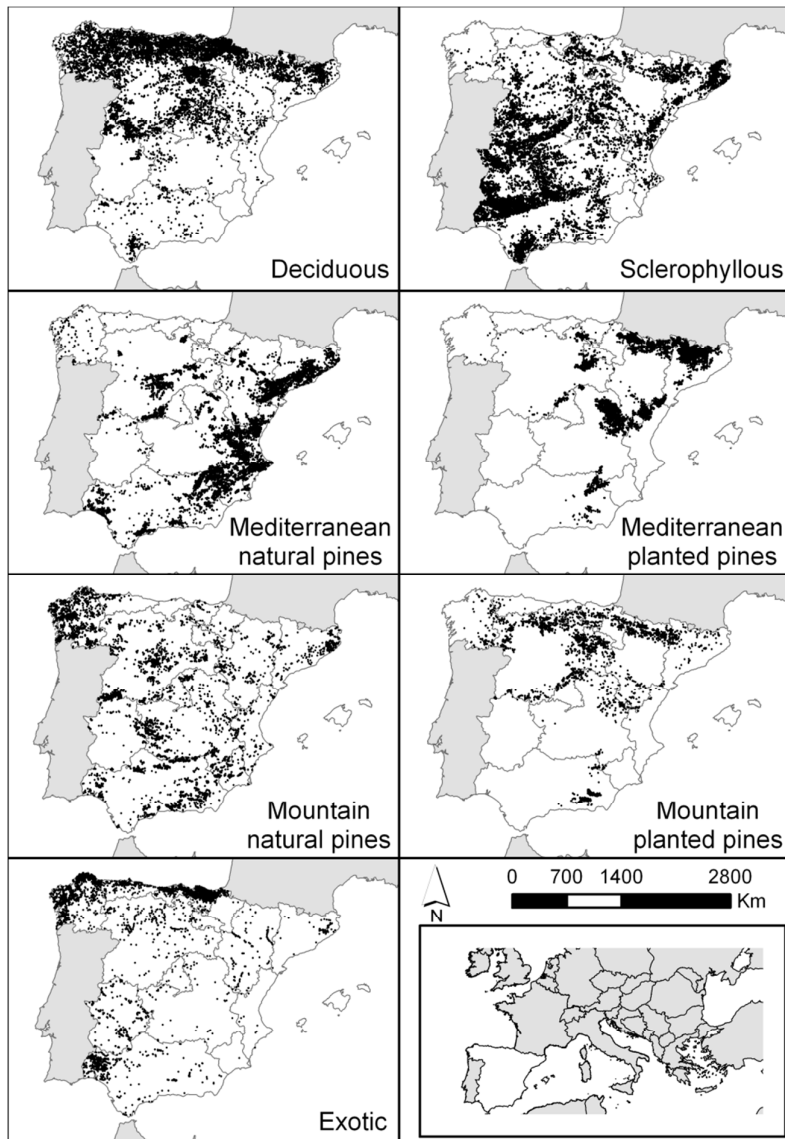 Deciduous
Sclerophyllous
Mediterranean
natural pines
Mediterranean
planted pines
Mountain
natural pines
Mountain
planted pines
Exotic
N
0 700 1400 2800
Km